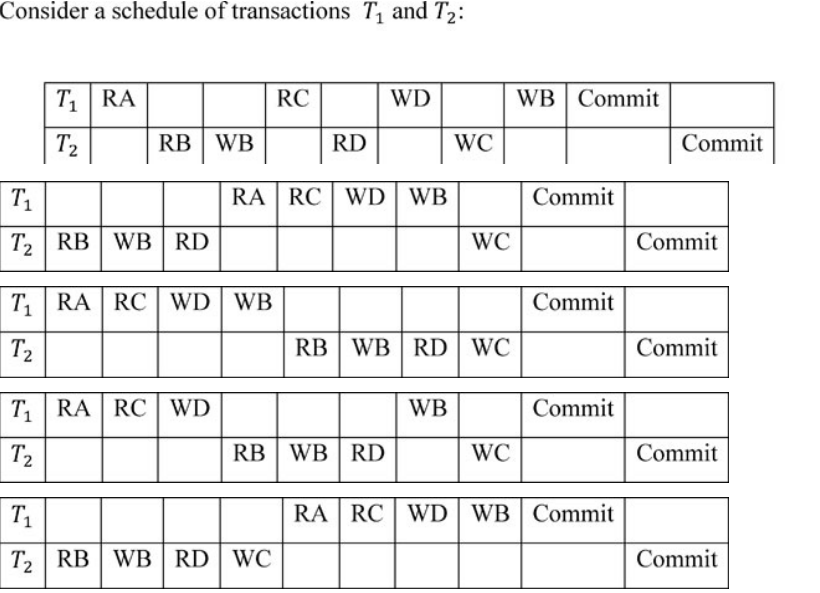 Consider a schedule of transactions T₁ and T₂:
T₁ RA RC WD WB Commit
T₂ RB WB RD WC Commit
T₁ RA RC WD WB Commit
T₂ RB WB RD WC Commit
T₁ RA RC WD WB Commit
T₂ RB WB RD WC Commit
T₁ RA RC WD WB Commit
T₂ RB WB RD WC Commit
T₁ RA RC WD WB Commit
T₂ RB WB RD WC Commit